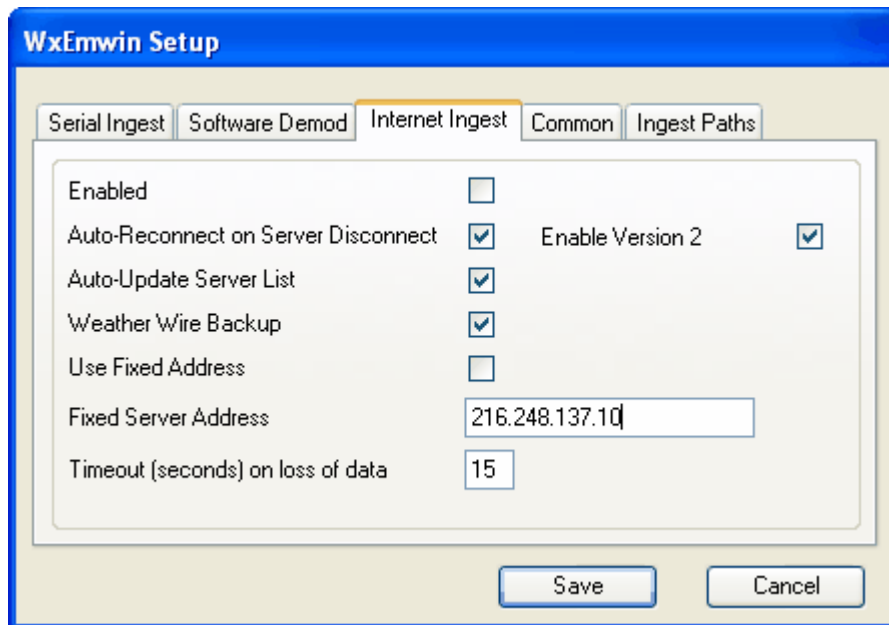 WxEmwin Setup
Serial Ingest Software Demod Internet Ingest Common Ingest Paths
Enabled
Auto-Reconnect on Server Disconnect Enable Version 2
Auto-Update Server List
Weather Wire Backup
Use Fixed Address
Fixed Server Address 216.248.137.10
Timeout (seconds) on loss of data 15
Save Cancel